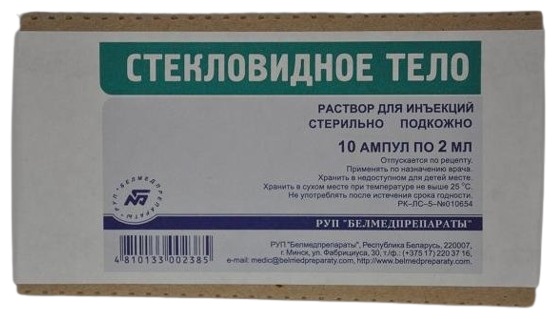 СТЕКЛОВИДНОЕ ТЕЛО
РАСТВОР ДЛЯ ИНЪЕКЦИЙ
СТЕРИЛЬНО ПОДКОЖНО
10 АМПУЛ ПО 2 МЛ
Отпускается по рецепту.
Применять по назначению врача.
Хранить в недоступном для детей месте.
Хранить в сухом месте при температуре не выше 25 °С.
Не употреблять после истечения срока годности.
РК–ЛС–5–№010654
РУП "БЕЛМЕДПРЕПАРАТЫ"
РУП "БЕЛМЕДПРЕПАРАТЫ"
РУП "Белмедпрепараты", Республика Беларусь, 220007,
г. Минск, ул. Фабрициуса, 30, т./ф.: (+375 17) 220 37 16,
e-mail: medic@belmedpreparaty.com, http://www.belmedpreparaty.com
4 810133 002385